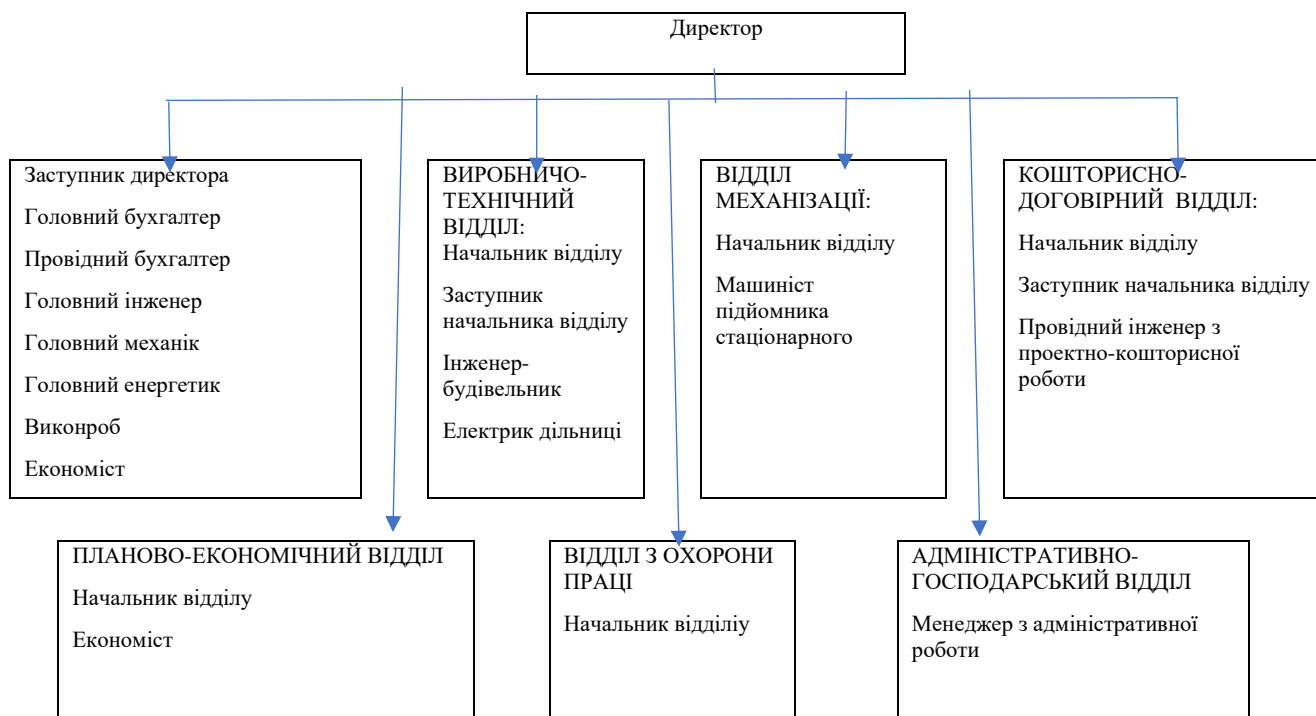 Директор
Заступник директора
Головний бухгалтер
Провідний бухгалтер
Головний інженер
Головний механік
Головний енергетик
Виконроб
Економіст
ВИРОБНИЧО-
ТЕХНІЧНИЙ
ВІДДІЛ:
Начальник відділу
Заступник
начальника відділу
Інженер-
будівельник
Електрик дільниці
ВІДДІЛ
МЕХАНІЗАЦІЇ:
Начальник відділу
Машиніст
підйомника
стаціонарного
КОШТОРИСНО-
ДОГОВІРНИЙ ВІДДІЛ:
Начальник відділу
Заступник начальника відділу
Провідний інженер з
проектно-кошторисної
роботи
ПЛАНОВО-ЕКОНОМІЧНИЙ ВІДДІЛ
Начальник відділу
Економіст
ВІДДІЛ З ОХОРОНИ
ПРАЦІ
Начальник відділіу
АДМІНІСТРАТИВНО-
ГОСПОДАРСЬКИЙ ВІДДІЛ
Менеджер з адміністративної
роботи